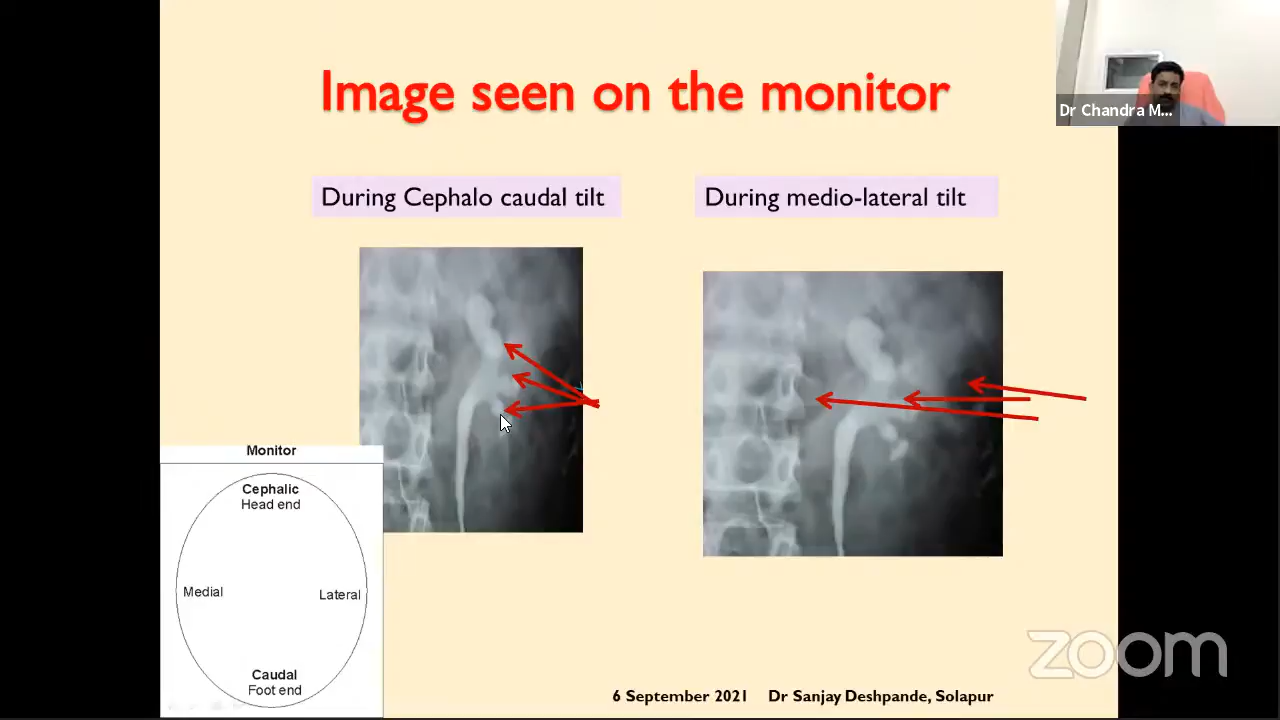 Image seen on the monitor
Dr Chandra M...
During Cephalo caudal tilt
During medio-lateral tilt
Monitor
Cephalic
Head end
Medial
Lateral
Caudal
Foot end
zoom
6 September 2021 Dr Sanjay Deshpande, Solapur